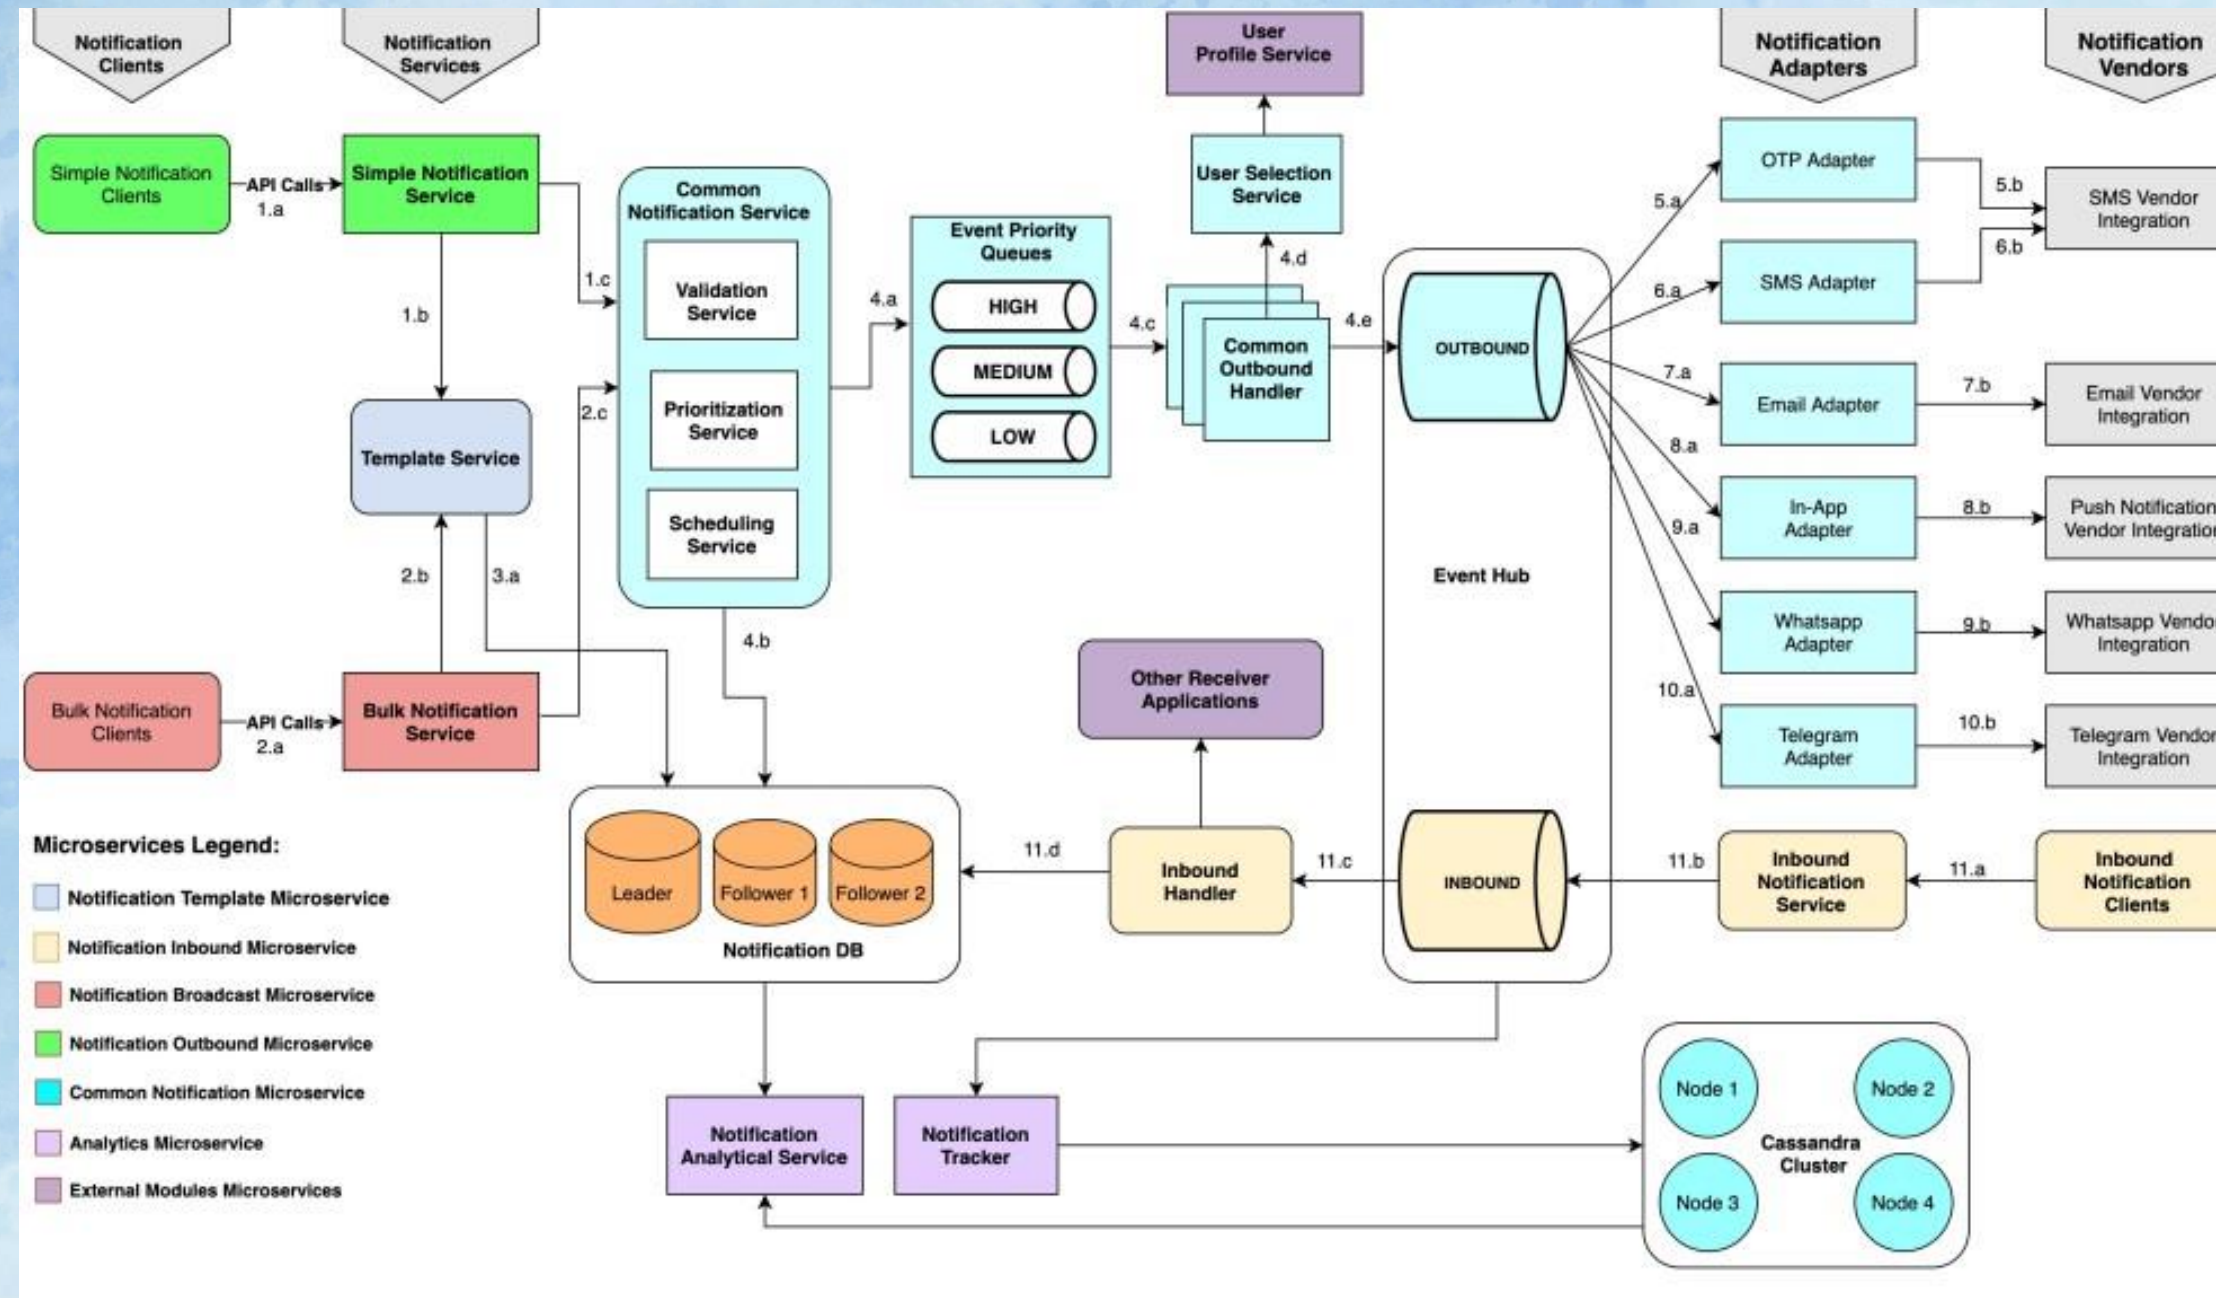 Notification
Clients
Notification
Services
User
Profile Service
Notification
Adapters
Notification
Vendors
Simple Notification
Clients
API Calls
1.a
Simple Notification
Service
1.b
1.c
Common
Notification Service
Validation
Service
Prioritization
Service
Scheduling
Service
4.a
Event Priority
Queues
HIGH
MEDIUM
LOW
4.c
User Selection
Service
4.d
Common
Outbound
Handler
4.e
OUTBOUND
Event Hub
5.a
6.a
7.a
8.a
9.a
10.a
OTP Adapter
5.b
SMS Vendor
Integration
SMS Adapter
6.b
Email Adapter
7.b
Email Vendor
Integration
In-App
Adapter
8.b
Push Notification
Vendor Integration
Whatsapp
Adapter
9.b
Whatsapp Vendo
Integration
Telegram
Adapter
10.b
Telegram Vendor
Integration
Template Service
2.b
3.a
2.c
4.b
Bulk Notification
Clients
API Calls
2.a
Bulk Notification
Service
Other Receiver
Applications
Leader
Follower 1
Follower 2
Notification DB
11.d
Inbound
Handler
11.c
INBOUND
11.b
Inbound
Notification
Service
11.a
Inbound
Notification
Clients
Microservices Legend:
Notification Template Microservice
Notification Inbound Microservice
Notification Broadcast Microservice
Notification Outbound Microservice
Common Notification Microservice
Analytics Microservice
External Modules Microservices
Notification
Analytical Service
Notification
Tracker
Node 1
Node 2
Cassandra
Cluster
Node 3
Node 4